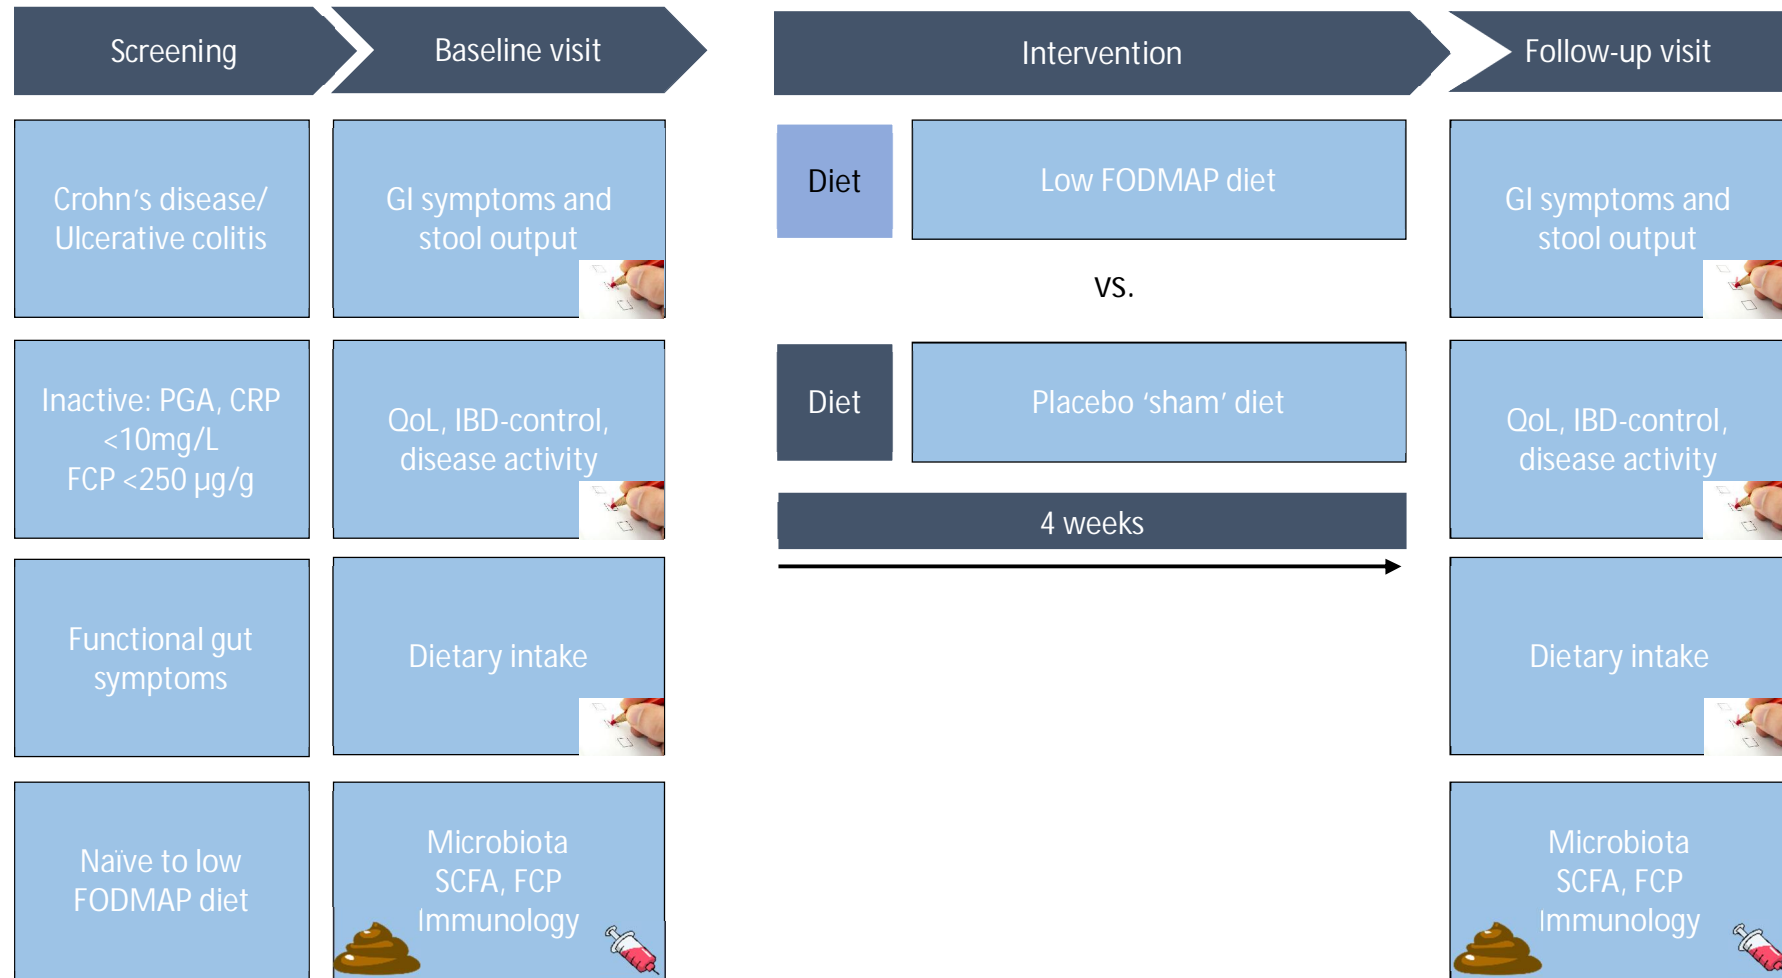 Screening
Baseline visit
Intervention
Follow-up visit
Crohn's disease/
Ulcerative colitis
Inactive: PGA, CRP
<10mg/L
FCP <250 µg/g
Functional gut
symptoms
Naïve to low
FODMAP diet
GI symptoms and
stool output
QoL, IBD-control,
disease activity
Dietary intake
Microbiota
SCFA, FCP
Immunology
Diet
Low FODMAP diet
vs.
Diet
Placebo ‘sham’ diet
4 weeks
GI symptoms and
stool output
QoL, IBD-control,
disease activity
Dietary intake
Microbiota
SCFA, FCP
Immunology